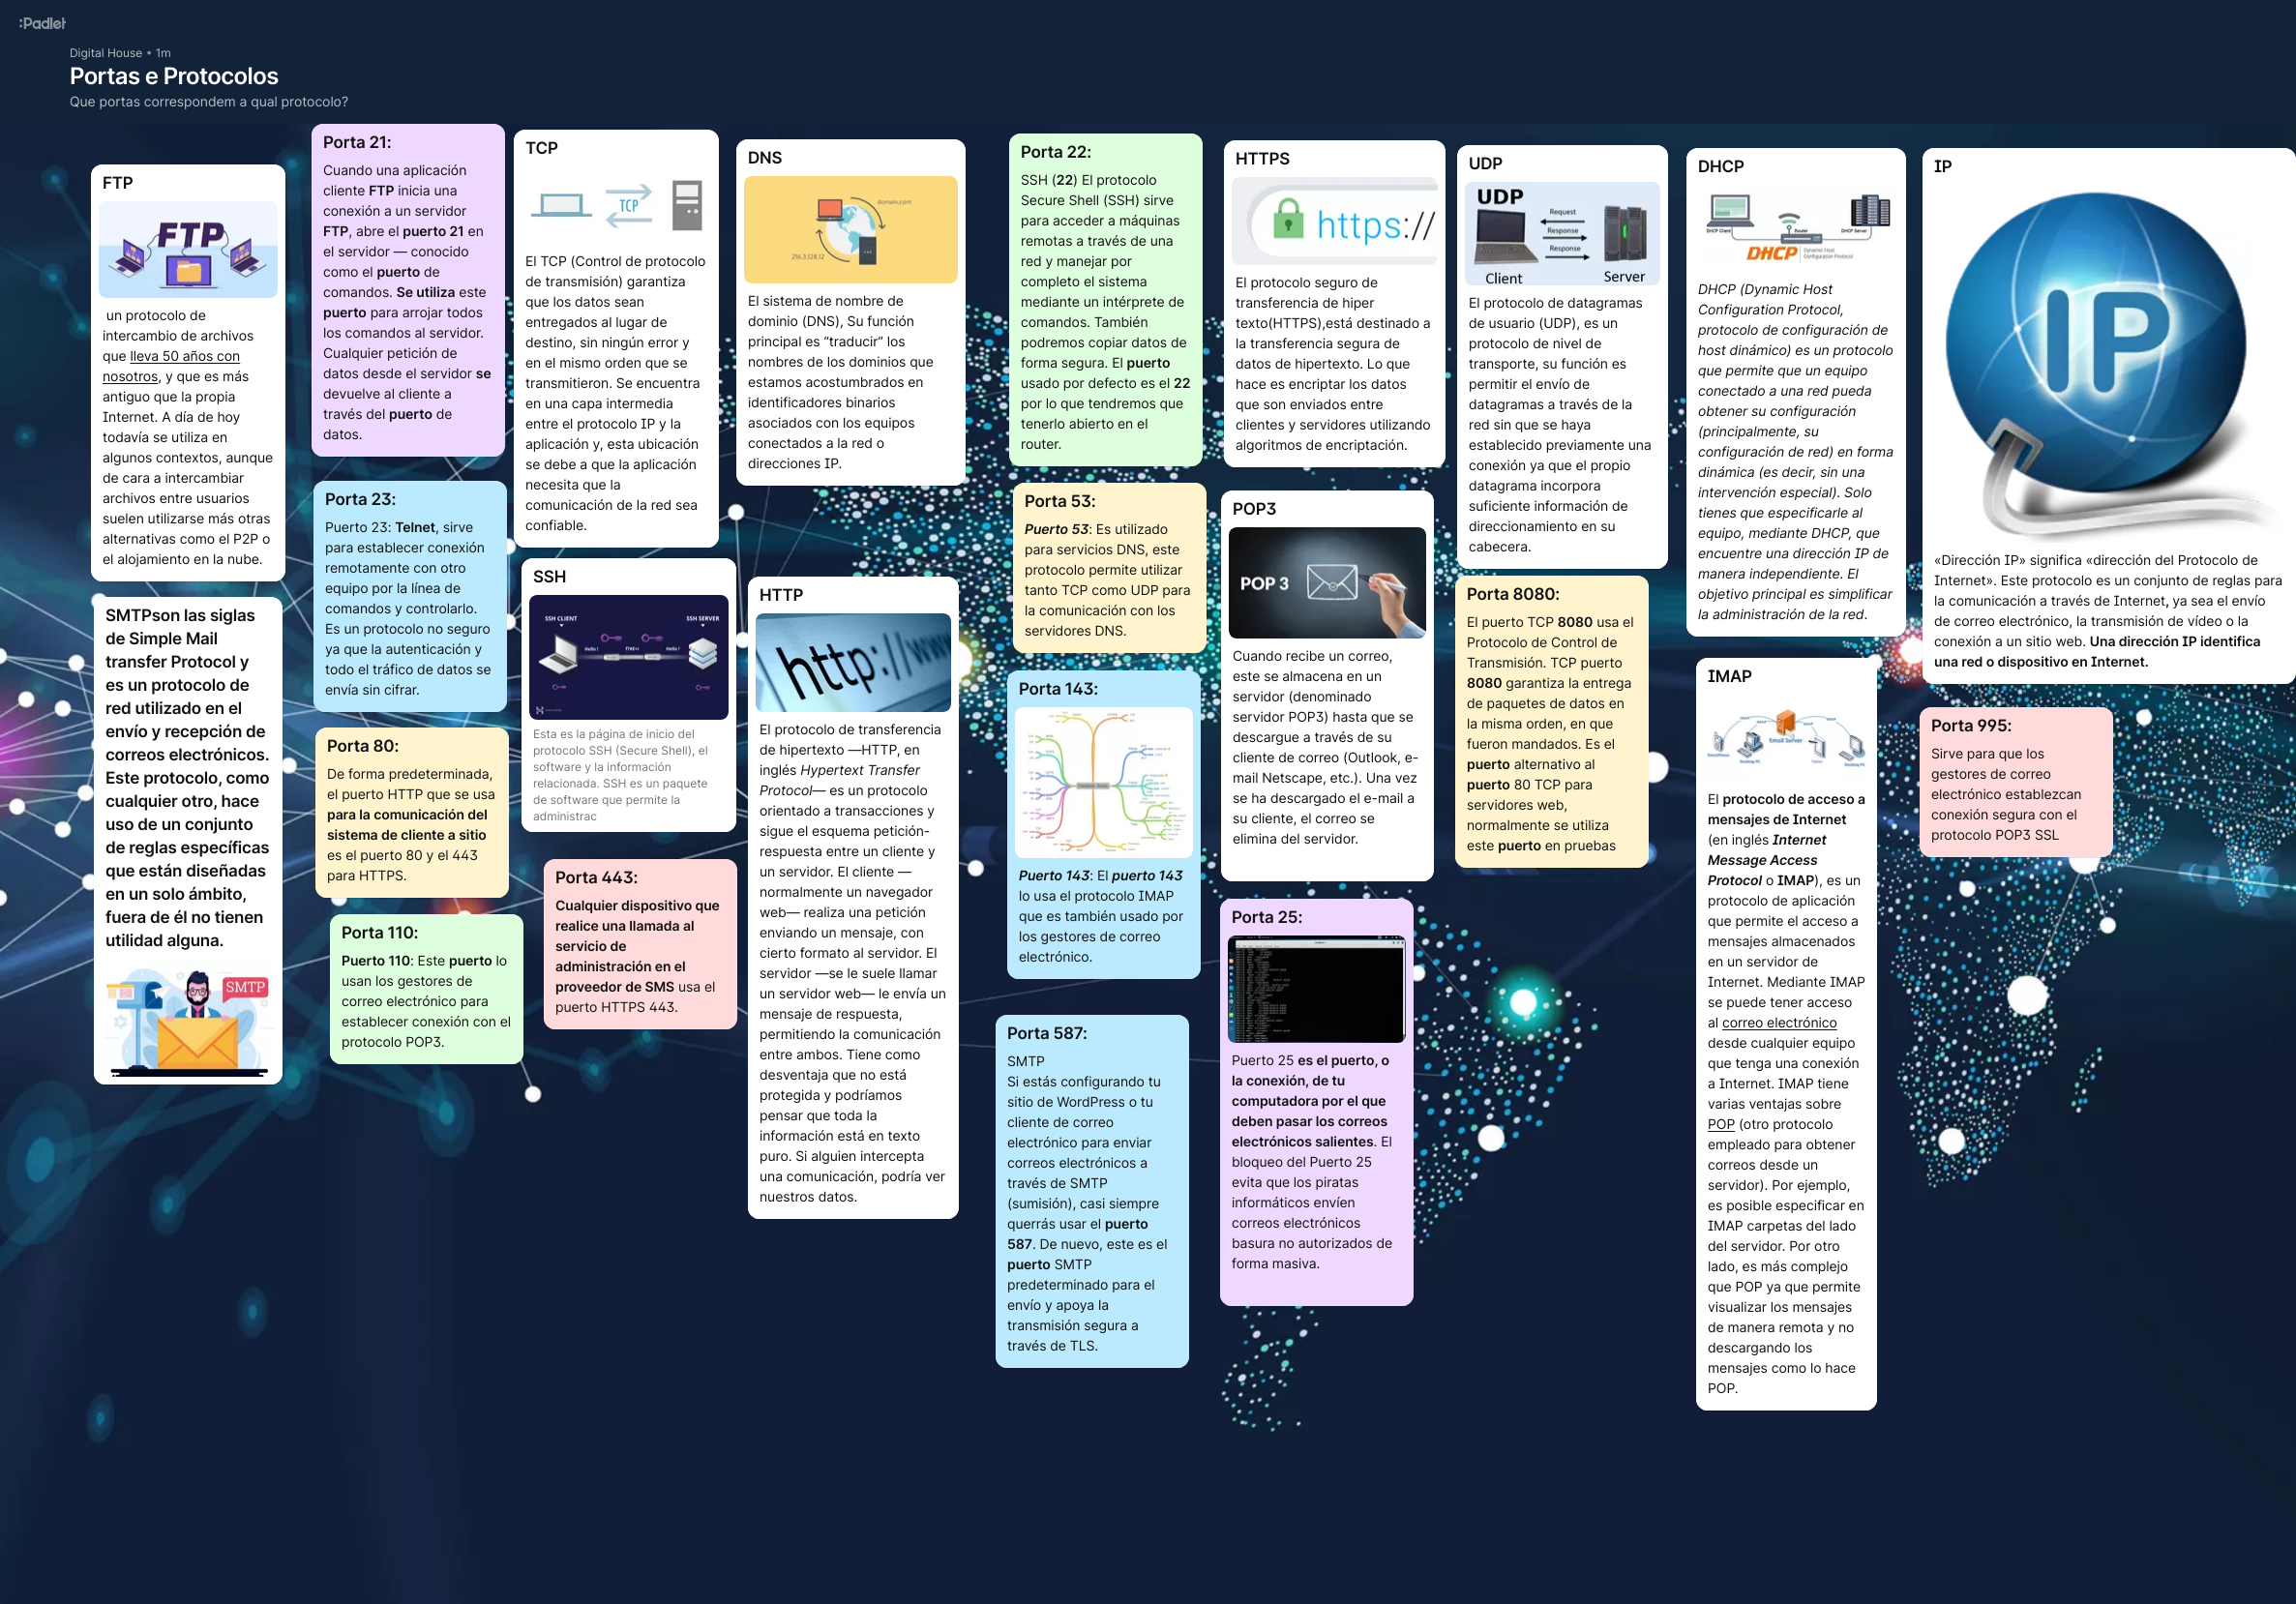 :Padlet
Digital House • 1m
Portas e Protocolos
Que portas correspondem a qual protocolo?
FTP
FTP
un protocolo de
intercambio de archivos
que lleva 50 años con
nosotros, y que es más
antiguo que la propia
Internet. A día de hoy
todavía se utiliza en
algunos contextos, aunque
de cara a intercambiar
archivos entre usuarios
suelen utilizarse más otras
alternativas como el P2P o
el alojamiento en la nube.
SMTPson las siglas
de Simple Mail
transfer Protocol y
es un protocolo de
red utilizado en el
envío y recepción de
correos electrónicos.
Este protocolo, como
cualquier otro, hace
uso de un conjunto
de reglas específicas
que están diseñadas
en un solo ámbito,
fuera de él no tienen
utilidad alguna.
SMTP
Porta 21:
Cuando una aplicación
cliente FTP inicia una
conexión a un servidor
FTP, abre el puerto 21 en
el servidor — conocido
como el puerto de
comandos. Se utiliza este
puerto para arrojar todos
los comandos al servidor.
Cualquier petición de
datos desde el servidor se
devuelve al cliente a
través del puerto de
datos.
Porta 23:
Puerto 23: Telnet, sirve
para establecer conexión
remotamente con otro
equipo por la línea de
comandos y controlarlo.
Es un protocolo no seguro
ya que la autenticación y
todo el tráfico de datos se
envía sin cifrar.
Porta 80:
De forma predeterminada,
el puerto HTTP que se usa
para la comunicación del
sistema de cliente a sitio
es el puerto 80 y el 443
para HTTPS.
Porta 110:
Puerto 110: Este puerto lo
usan los gestores de
correo electrónico para
establecer conexión con el
protocolo POP3.
TCP
TCP
El TCP (Control de protocolo
de transmisión) garantiza
que los datos sean
entregados al lugar de
destino, sin ningún error y
en el mismo orden que se
transmitieron. Se encuentra
en una capa intermedia
entre el protocolo IP y la
aplicación y, esta ubicación
se debe a que la aplicación
necesita que la
comunicación de la red sea
confiable.
SSH
SSH CLIENT
SSH SERVER
Hello !
Hello !
Esta es la página de inicio del
protocolo SSH (Secure Shell), el
software y la información
relacionada. SSH es un paquete
de software que permite la
administrac
Porta 443:
Cualquier dispositivo que
realice una llamada al
servicio de
administración en el
proveedor de SMS usa el
puerto HTTPS 443.
DNS
domain.com
216.3.128.12
El sistema de nombre de
dominio (DNS), Su función
principal es “traducir” los
nombres de los dominios que
estamos acostumbrados en
identificadores binarios
asociados con los equipos
conectados a la red o
direcciones IP.
HTTP
http://www
El protocolo de transferencia
de hipertexto —HTTP, en
inglés Hypertext Transfer
Protocol— es un protocolo
orientado a transacciones y
sigue el esquema petición-
respuesta entre un cliente y
un servidor. El cliente —
normalmente un navegador
web— realiza una petición
enviando un mensaje, con
cierto formato al servidor. El
servidor —se le suele llamar
un servidor web— le envía un
mensaje de respuesta,
permitiendo la comunicación
entre ambos. Tiene como
desventaja que no está
protegida y podríamos
pensar que toda la
información está en texto
puro. Si alguien intercepta
una comunicación, podría ver
nuestros datos.
Porta 22:
SSH (22) El protocolo
Secure Shell (SSH) sirve
para acceder a máquinas
remotas a través de una
red y manejar por
completo el sistema
mediante un intérprete de
comandos. También
podremos copiar datos de
forma segura. El puerto
usado por defecto es el 22
por lo que tendremos que
tenerlo abierto en el
router.
Porta 53:
Puerto 53: Es utilizado
para servicios DNS, este
protocolo permite utilizar
tanto TCP como UDP para
la comunicación con los
servidores DNS.
Porta 143:
Puerto 143: El puerto 143
lo usa el protocolo IMAP
que es también usado por
los gestores de correo
electrónico.
Porta 587:
SMTP
Si estás configurando tu
sitio de WordPress o tu
cliente de correo
electrónico para enviar
correos electrónicos a
través de SMTP
(sumisión), casi siempre
querrás usar el puerto
587. De nuevo, este es el
puerto SMTP
predeterminado para el
envío y apoya la
transmisión segura a
través de TLS.
HTTPS
https://
El protocolo seguro de
transferencia de hiper
texto(HTTPS),está destinado a
la transferencia segura de
datos de hipertexto. Lo que
hace es encriptar los datos
que son enviados entre
clientes y servidores utilizando
algoritmos de encriptación.
POP3
POP 3
Cuando recibe un correo,
este se almacena en un
servidor (denominado
servidor POP3) hasta que se
descargue a través de su
cliente de correo (Outlook, e-
mail Netscape, etc.). Una vez
se ha descargado el e-mail a
su cliente, el correo se
elimina del servidor.
Porta 25:
Puerto 25 es el puerto, o
la conexión, de tu
computadora por el que
deben pasar los correos
electrónicos salientes. El
bloqueo del Puerto 25
evita que los piratas
informáticos envíen
correos electrónicos
basura no autorizados de
forma masiva.
UDP
UDP
Request
Response
Response
Client
Server
El protocolo de datagramas
de usuario (UDP), es un
protocolo de nivel de
transporte, su función es
permitir el envío de
datagramas a través de la
red sin que se haya
establecido previamente una
conexión ya que el propio
datagrama incorpora
suficiente información de
direccionamiento en su
cabecera.
Porta 8080:
El puerto TCP 8080 usa el
Protocolo de Control de
Transmisión. TCP puerto
8080 garantiza la entrega
de paquetes de datos en
la misma orden, en que
fueron mandados. Es el
puerto alternativo al
puerto 80 TCP para
servidores web,
normalmente se utiliza
este puerto en pruebas
DHCP
DHCP Client
Router
DHCP Server
DHCP
Dynamic Host
Configuration Protocol
DHCP (Dynamic Host
Configuration Protocol,
protocolo de configuración de
host dinámico) es un protocolo
que permite que un equipo
conectado a una red pueda
obtener su configuración
(principalmente, su
configuración de red) en forma
dinámica (es decir, sin una
intervención especial). Solo
tienes que especificarle al
equipo, mediante DHCP, que
encuentre una dirección IP de
manera independiente. El
objetivo principal es simplificar
la administración de la red.
IMAP
Email Server
El protocolo de acceso a
mensajes de Internet
(en inglés Internet
Message Access
Protocol o IMAP), es un
protocolo de aplicación
que permite el acceso a
mensajes almacenados
en un servidor de
Internet. Mediante IMAP
se puede tener acceso
al correo electrónico
desde cualquier equipo
que tenga una conexión
a Internet. IMAP tiene
varias ventajas sobre
POP (otro protocolo
empleado para obtener
correos desde un
servidor). Por ejemplo,
es posible especificar en
IMAP carpetas del lado
del servidor. Por otro
lado, es más complejo
que POP ya que permite
visualizar los mensajes
de manera remota y no
descargando los
mensajes como lo hace
POP.
IP
IP
«Dirección IP» significa «dirección del Protocolo de
Internet». Este protocolo es un conjunto de reglas para
la comunicación a través de Internet, ya sea el envío
de correo electrónico, la transmisión de vídeo o la
conexión a un sitio web. Una dirección IP identifica
una red o dispositivo en Internet.
Porta 995:
Sirve para que los
gestores de correo
electrónico establezcan
conexión segura con el
protocolo POP3 SSL